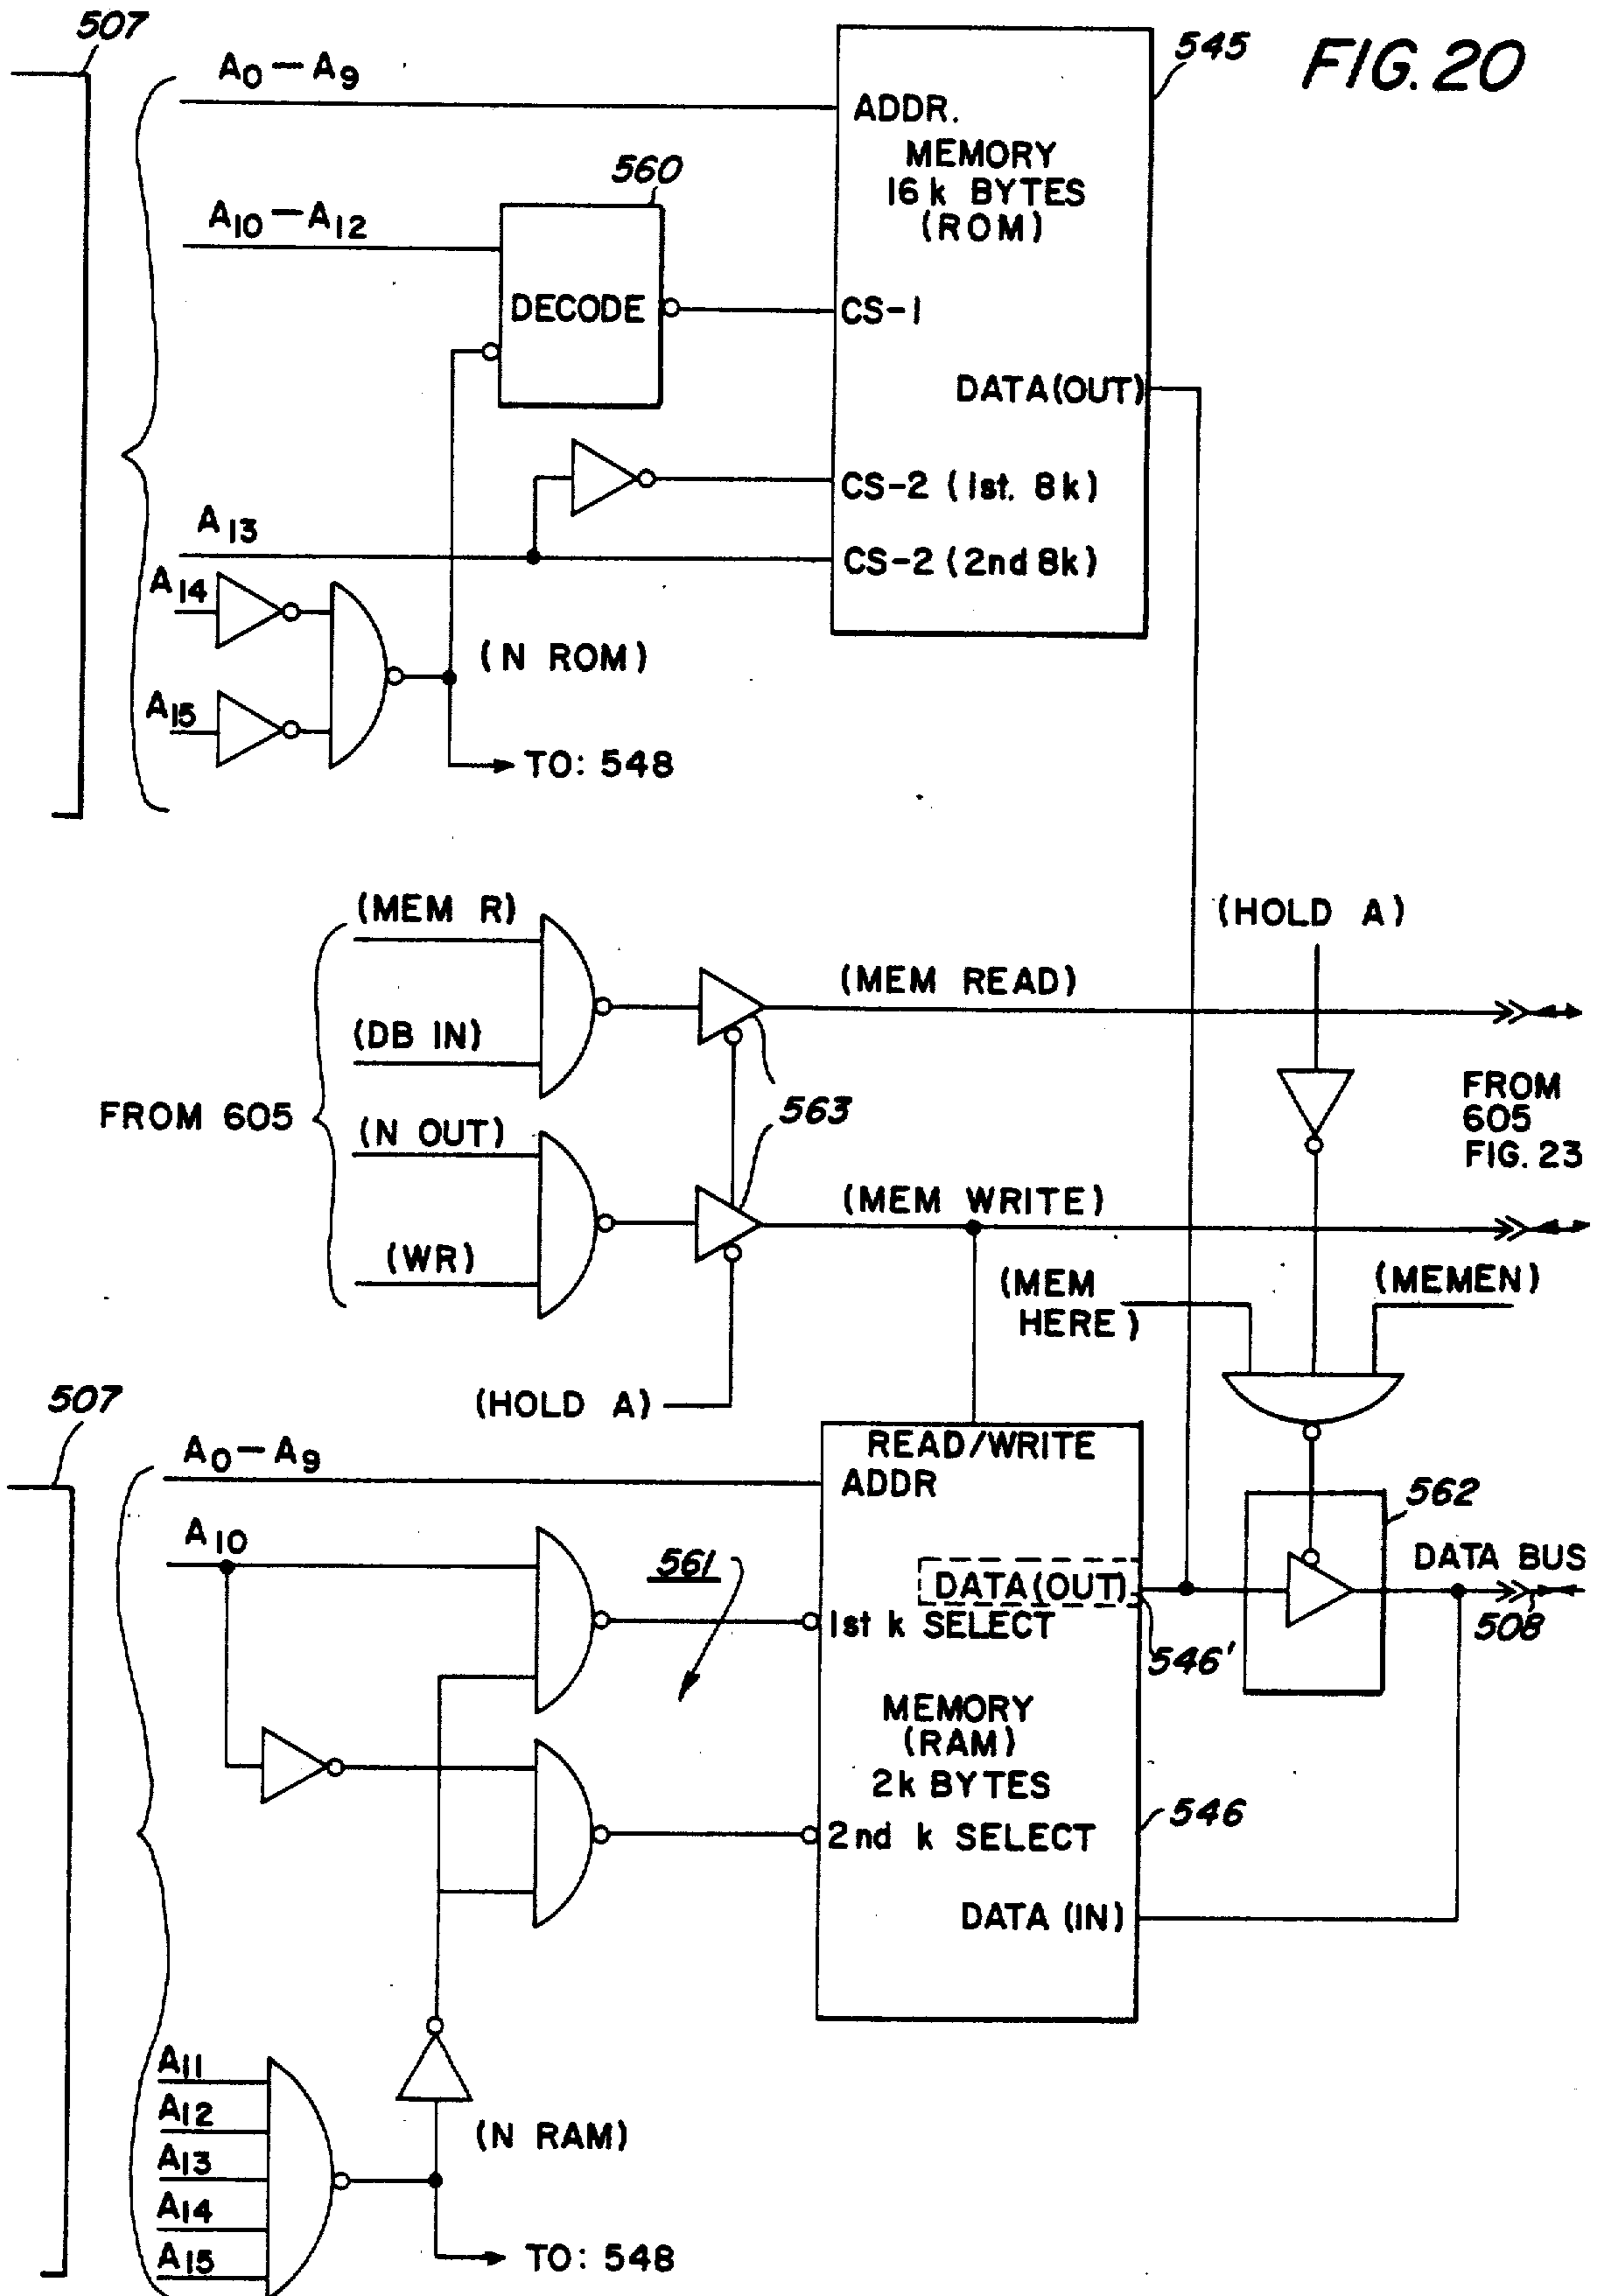 507
A0—A9
545
FIG. 20
ADDR.
MEMORY
16k BYTES
(ROM)
560
A10—A12
DECODE
CS-1
DATA(OUT)
CS-2 (1st. 8k)
A13
CS-2 (2nd 8k)
A14
(N ROM)
A15
TO: 548
(MEM R)
(HOLD A)
(MEM READ)
(DB IN)
563
FROM 605
FROM
605
FIG. 23
(N OUT)
(MEM WRITE)
(WR)
(MEM
HERE)
(MEMEN)
507
(HOLD A)
A0—A9
READ/WRITE
ADDR
562
A10
561
DATA BUS
DATA(OUT)
1st k SELECT
508
546'
MEMORY
(RAM)
2k BYTES
546
2nd k SELECT
DATA (IN)
A11
A12
(N RAM)
A13
A14
A15
TO: 548